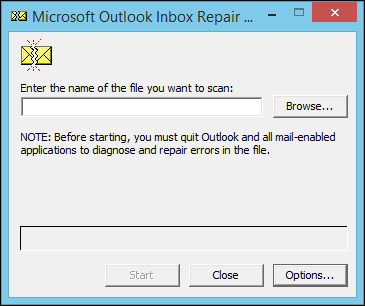 Microsoft Outlook Inbox Repair ...
Enter the name of the file you want to scan:
Browse...
NOTE: Before starting, you must quit Outlook and all mail-enabled
applications to diagnose and repair errors in the file.
Start
Close
Options...